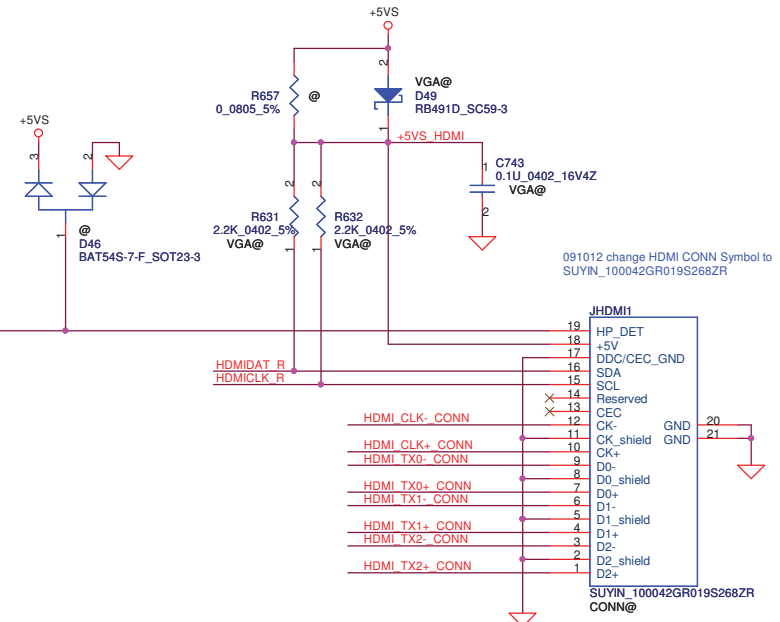 +5VS
2
R657
0_0805_5%
@
VGA@
D49
RB491D_SC59-3
1
+5VS_HDMI
+5VS
3
2
1
@
D46
BAT54S-7-F_SOT23-3
2
2
R631
2.2K_0402_5%
VGA@
1
R632
2.2K_0402_5%
VGA@
1
1
C743
0.1U_0402_16V4Z
VGA@
2
091012 change HDMI CONN Symbol to
SUYIN_100042GR019S268ZR
JHDMI1
19 HP_DET
18 +5V
17 DDC/CEC_GND
HDMIDAT_R 16 SDA
HDMICLK_R 15 SCL
14 Reserved
13 CEC
HDMI_CLK-_CONN 12 CK- GND 20
11 CK_shield GND 21
HDMI_CLK+_CONN 10 CK+
HDMI_TX0-_CONN 9 D0-
8 D0_shield
HDMI_TX0+_CONN 7 D0+
HDMI_TX1-_CONN 6 D1-
5 D1_shield
HDMI_TX1+_CONN 4 D1+
HDMI_TX2-_CONN 3 D2-
2 D2_shield
HDMI_TX2+_CONN 1 D2+
SUYIN_100042GR019S268ZR
CONN@